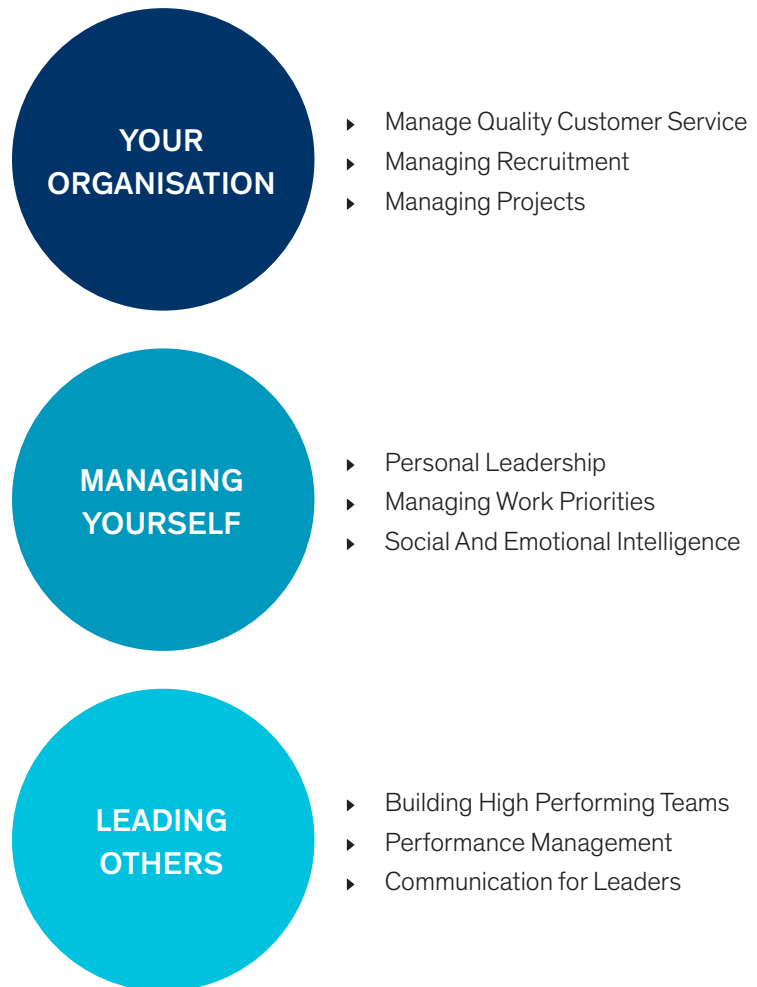 YOUR
ORGANISATION
Manage Quality Customer Service
Managing Recruitment
Managing Projects
MANAGING
YOURSELF
Personal Leadership
Managing Work Priorities
Social And Emotional Intelligence
LEADING
OTHERS
Building High Performing Teams
Performance Management
Communication for Leaders